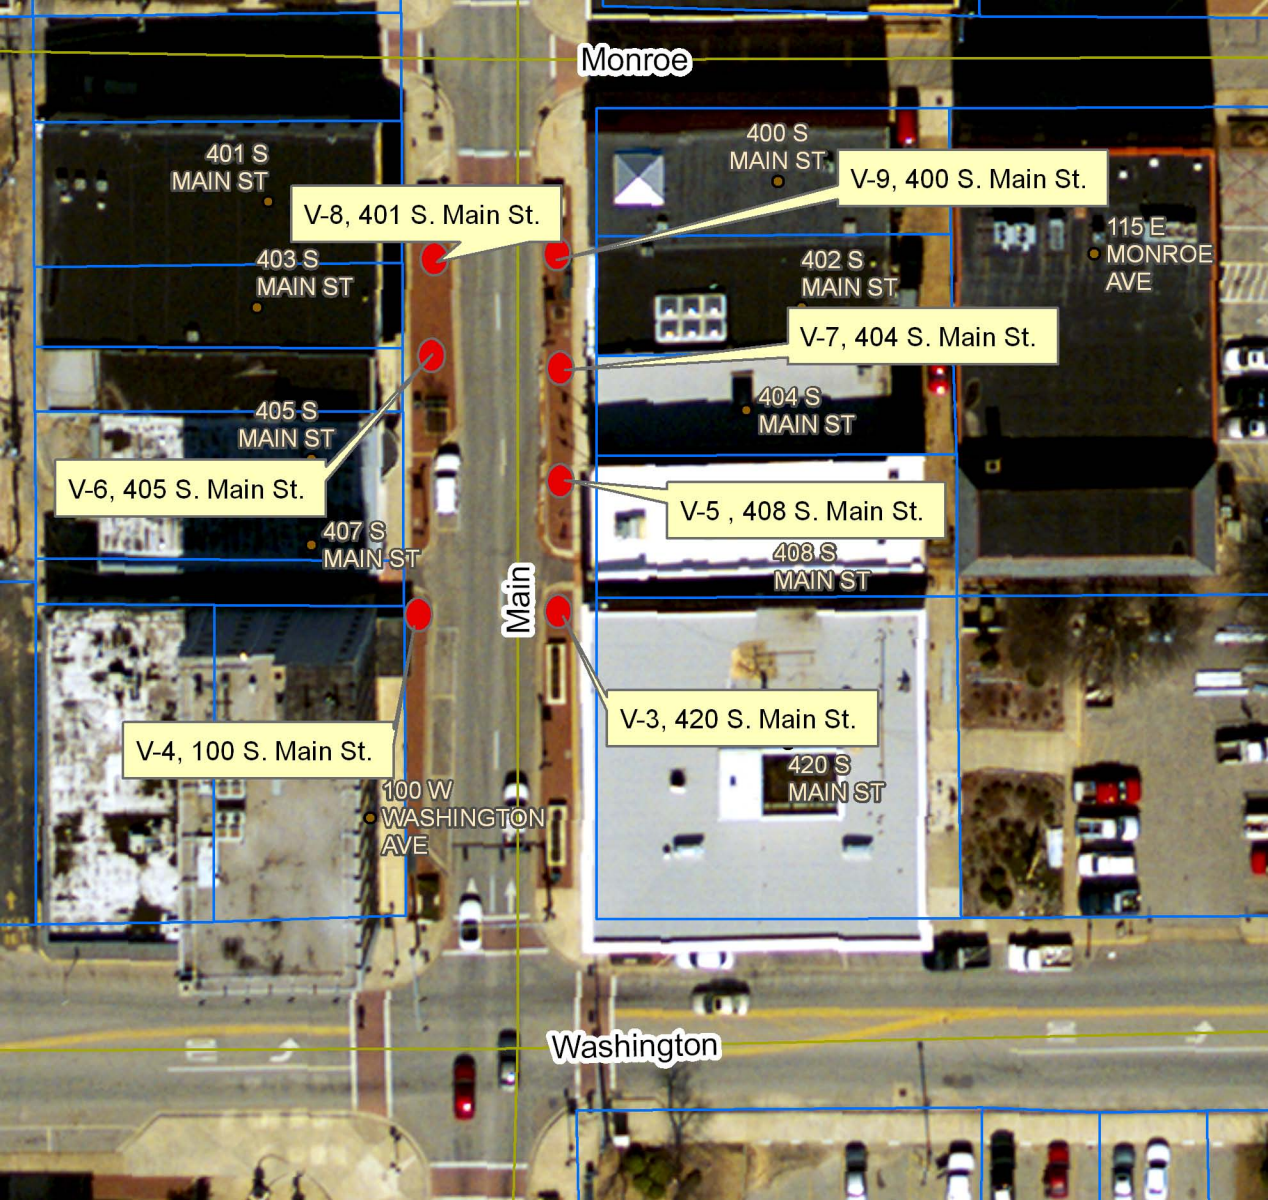 Monroe
400 S
MAIN ST
401 S
MAIN ST
V-9, 400 S. Main St.
V-8, 401 S. Main St.
115 E
MONROE
AVE
403 S
MAIN ST
402 S
MAIN ST
V-7, 404 S. Main St.
404 S
MAIN ST
405 S
MAIN ST
V-6, 405 S. Main St.
V-5 , 408 S. Main St.
407 S
MAIN ST
408 S
MAIN ST
Main
V-3, 420 S. Main St.
V-4, 100 S. Main St.
420 S
MAIN ST
100 W
WASHINGTON
AVE
Washington